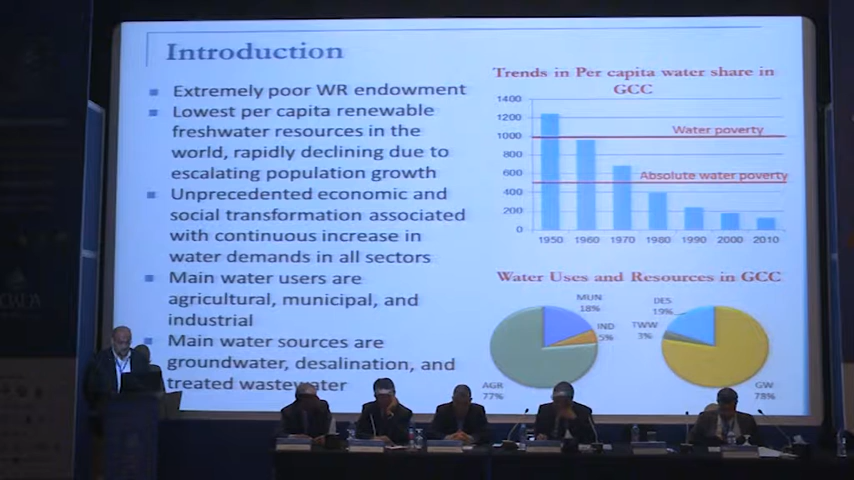 Introduction
Extremely poor WR endowment
Lowest per capita renewable
freshwater resources in the
world, rapidly declining due to
escalating population growth
Unprecedented economic and
social transformation associated
with continuous increase in
water demands in all sectors
Main water users are
agricultural, municipal, and
industrial
Main water sources are
groundwater, desalination, and
treated wastewater
Trends in Per capita water share in
GCC
1400
1200
1000
800
600
400
200
0
Water poverty
Absolute water poverty
1950 1960 1970 1980 1990 2000 2010
Water Uses and Resources in GCC
MUN
18%
IND
5%
AGR
77%
DES
19%
TWW
3%
GW
78%